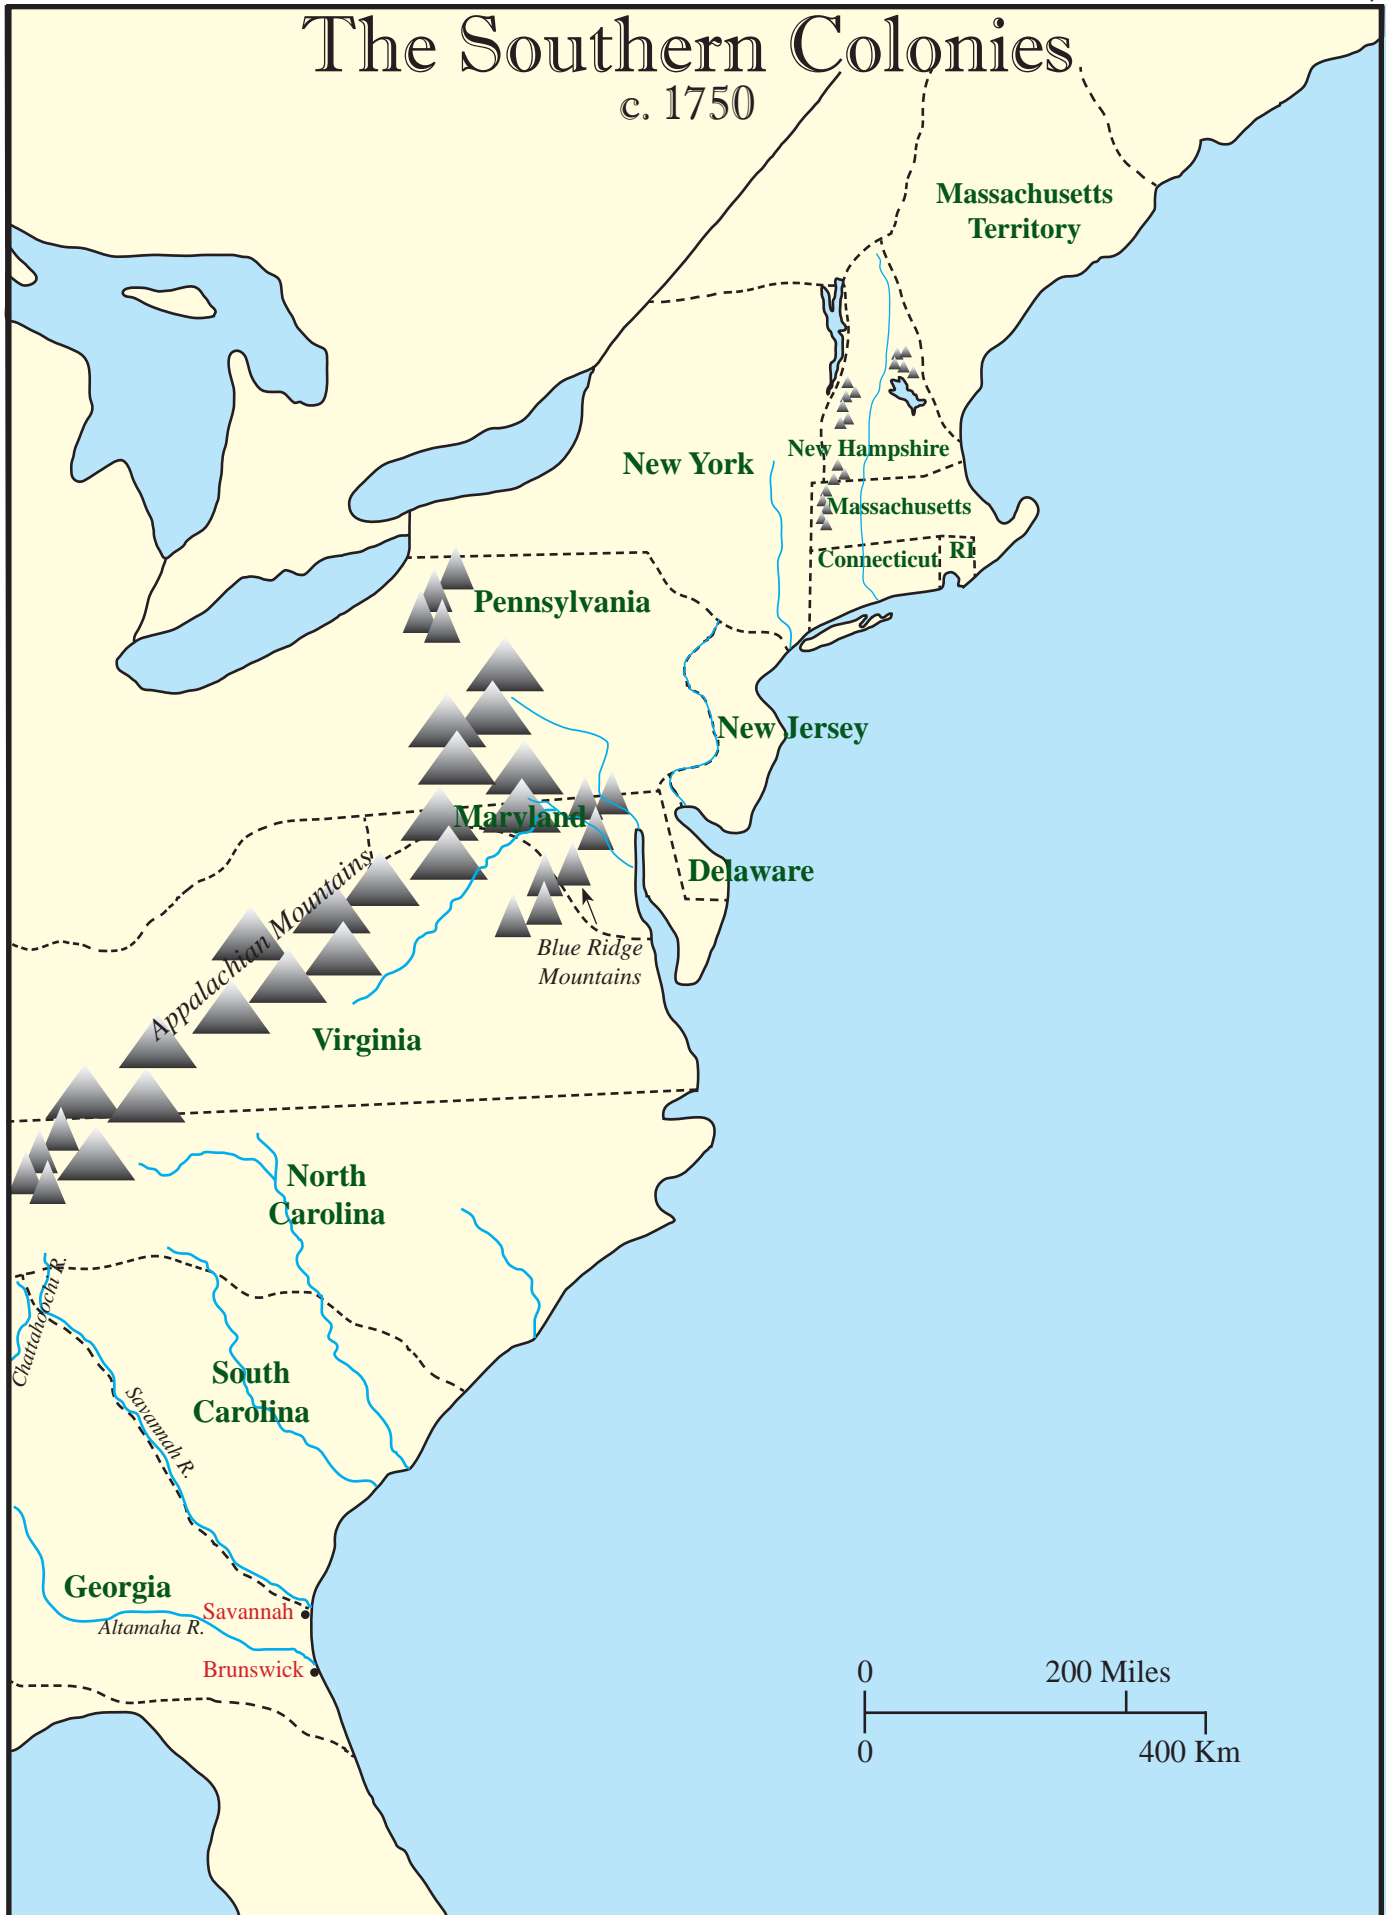 The Southern Colonies
c. 1750
Massachusetts
Territory
New York
New Hampshire
Massachusetts
Connecticut
RI
Pennsylvania
New Jersey
Maryland
Delaware
Appalachian Mountains
Blue Ridge
Mountains
Virginia
North
Carolina
Chattahoochi R.
South
Carolina
Savannah R.
Georgia
Savannah
Altamaha R.
Brunswick
0
200 Miles
0
400 Km